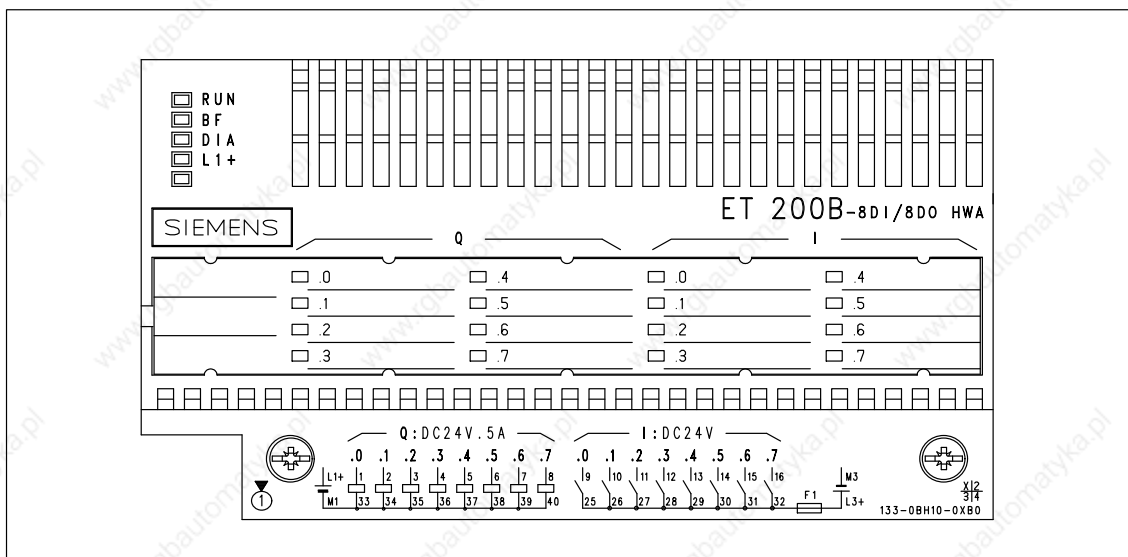 RUN
BF
DIA
L1+
SIEMENS
ET 200B-8DI/8DO HWA
Q I
.0 .4 .0 .4
.1 .5 .1 .5
.2 .6 .2 .6
.3 .7 .3 .7
Q:DC24V.5A I:DC24V
.0 .1 .2 .3 .4 .5 .6 .7 .0 .1 .2 .3 .4 .5 .6 .7
L1+ 1 2 3 4 5 6 7 8 9 10 11 12 13 14 15 16 M3
M1 33 34 35 36 37 38 39 40 25 26 27 28 29 30 31 32 F1 L3+
1
X 2
3 4
133-0BH10-0XB0
www.rgbautomatyka.pl